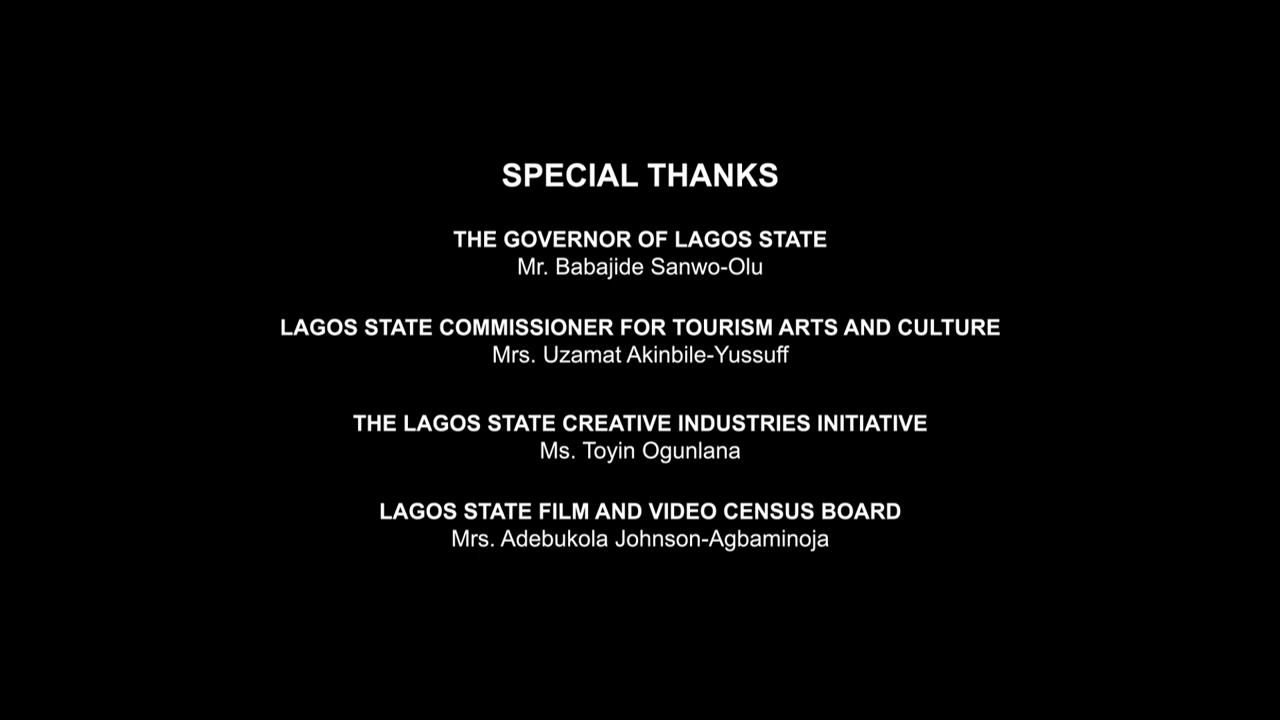 SPECIAL THANKS
THE GOVERNOR OF LAGOS STATE
Mr. Babajide Sanwo-Olu
LAGOS STATE COMMISSIONER FOR TOURISM ARTS AND CULTURE
Mrs. Uzamat Akinbile-Yussuff
THE LAGOS STATE CREATIVE INDUSTRIES INITIATIVE
Ms. Toyin Ogunlana
LAGOS STATE FILM AND VIDEO CENSUS BOARD
Mrs. Adebukola Johnson-Agbaminoja